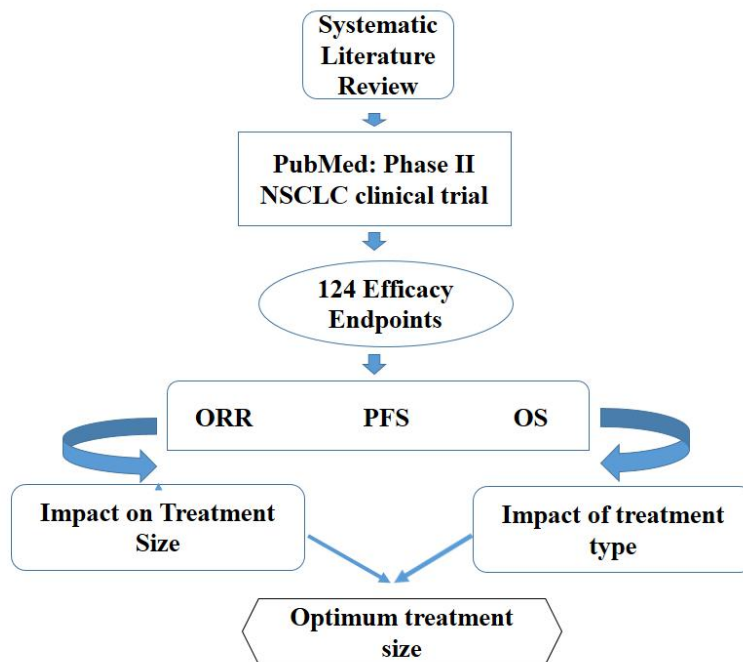 Systematic
Literature
Review
PubMed: Phase II
NSCLC clinical trial
124 Efficacy
Endpoints
ORR PFS OS
Impact on Treatment
Size
Impact of treatment
type
Optimum treatment
size